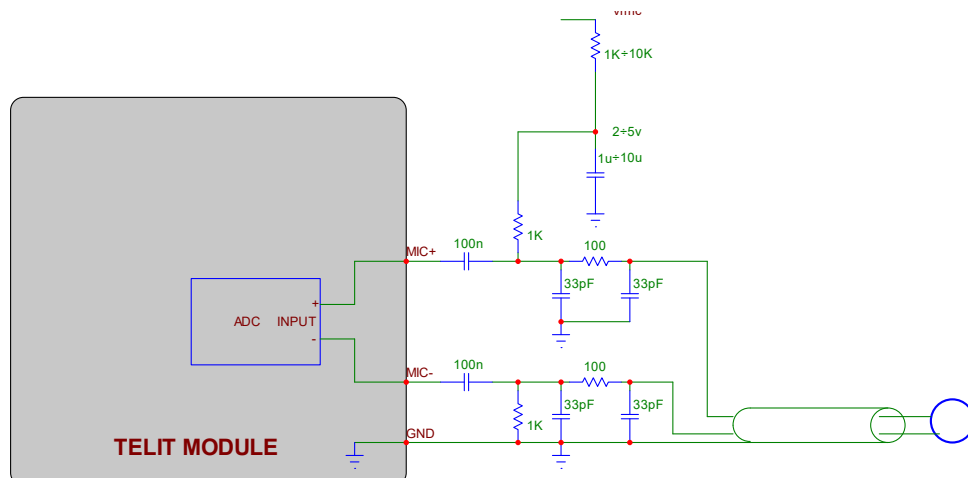 1K÷10K
2÷5v
1u÷10u
1K
MIC+
100n
100
33pF
33pF
+
ADC INPUT
-
MIC-
100n
100
33pF
33pF
1K
GND
TELIT MODULE